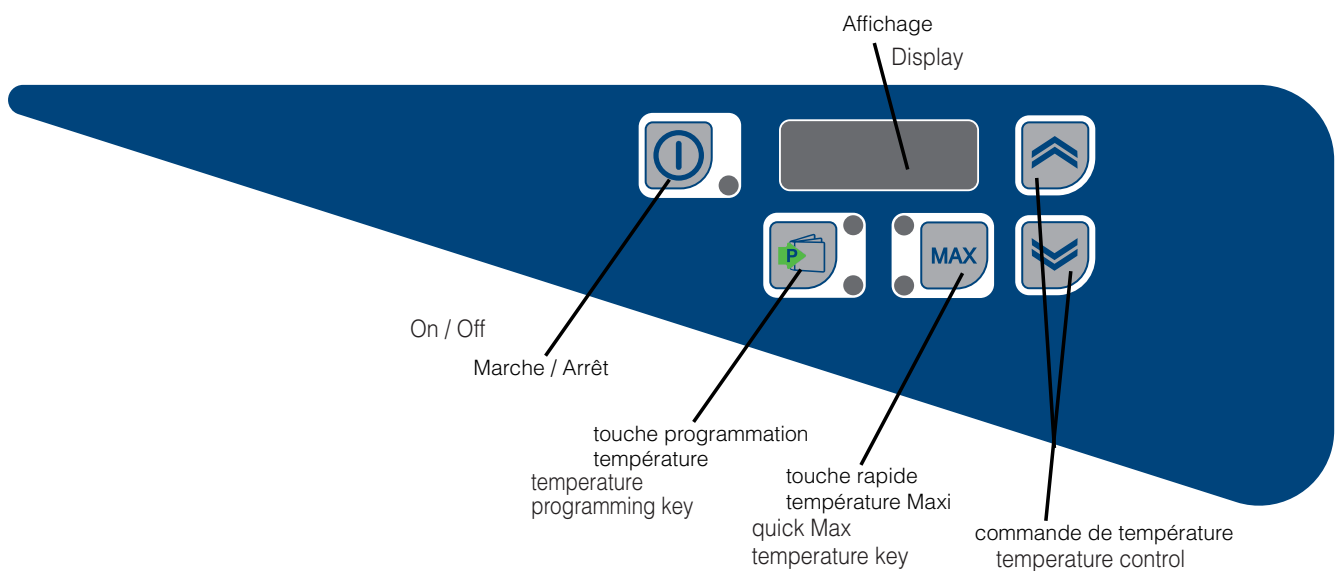 Affichage
Display
P
MAX
On / Off
Marche / Arrêt
touche programmation
température
temperature
programming key
touche rapide
température Maxi
quick Max
temperature key
commande de température
temperature control